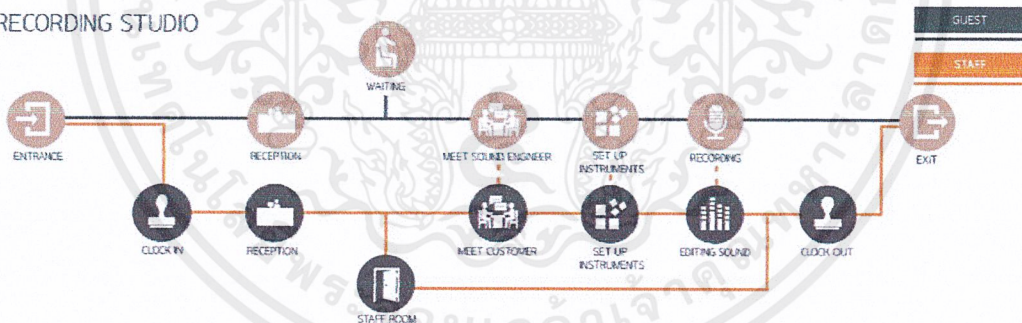 RECORDING STUDIO
GUEST
STAFF
WAITING
ENTRANCE
RECEPTION
MEET SOUND ENGINEER
SET UP
INSTRUMENTS
RECORDING
EXIT
CLOCK IN
RECEPTION
MEET CUSTOMER
SET UP
INSTRUMENTS
EDITING SOUND
CLOCK OUT
STAFF ROOM